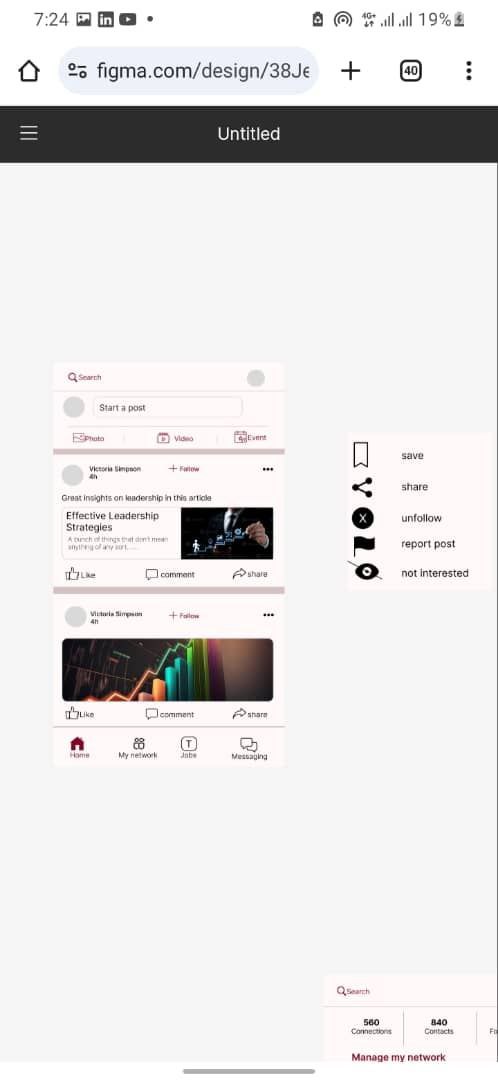 7:24
4G+
19%
figma.com/design/38Je
40
Untitled
Search
Start a post
Photo
Video
Event
Victoria Simpson
+ Follow
4h
Great insights on leadership in this article
Effective Leadership
Strategies
A bunch of things that don't mean
anything of any sort.....
Like
comment
share
Victoria Simpson
+ Follow
4h
Like
comment
share
Home
My network
T
Jobs
Messaging
save
share
X
unfollow
report post
not interested
Search
560
Connections
840
Contacts
Fo
Manage my network